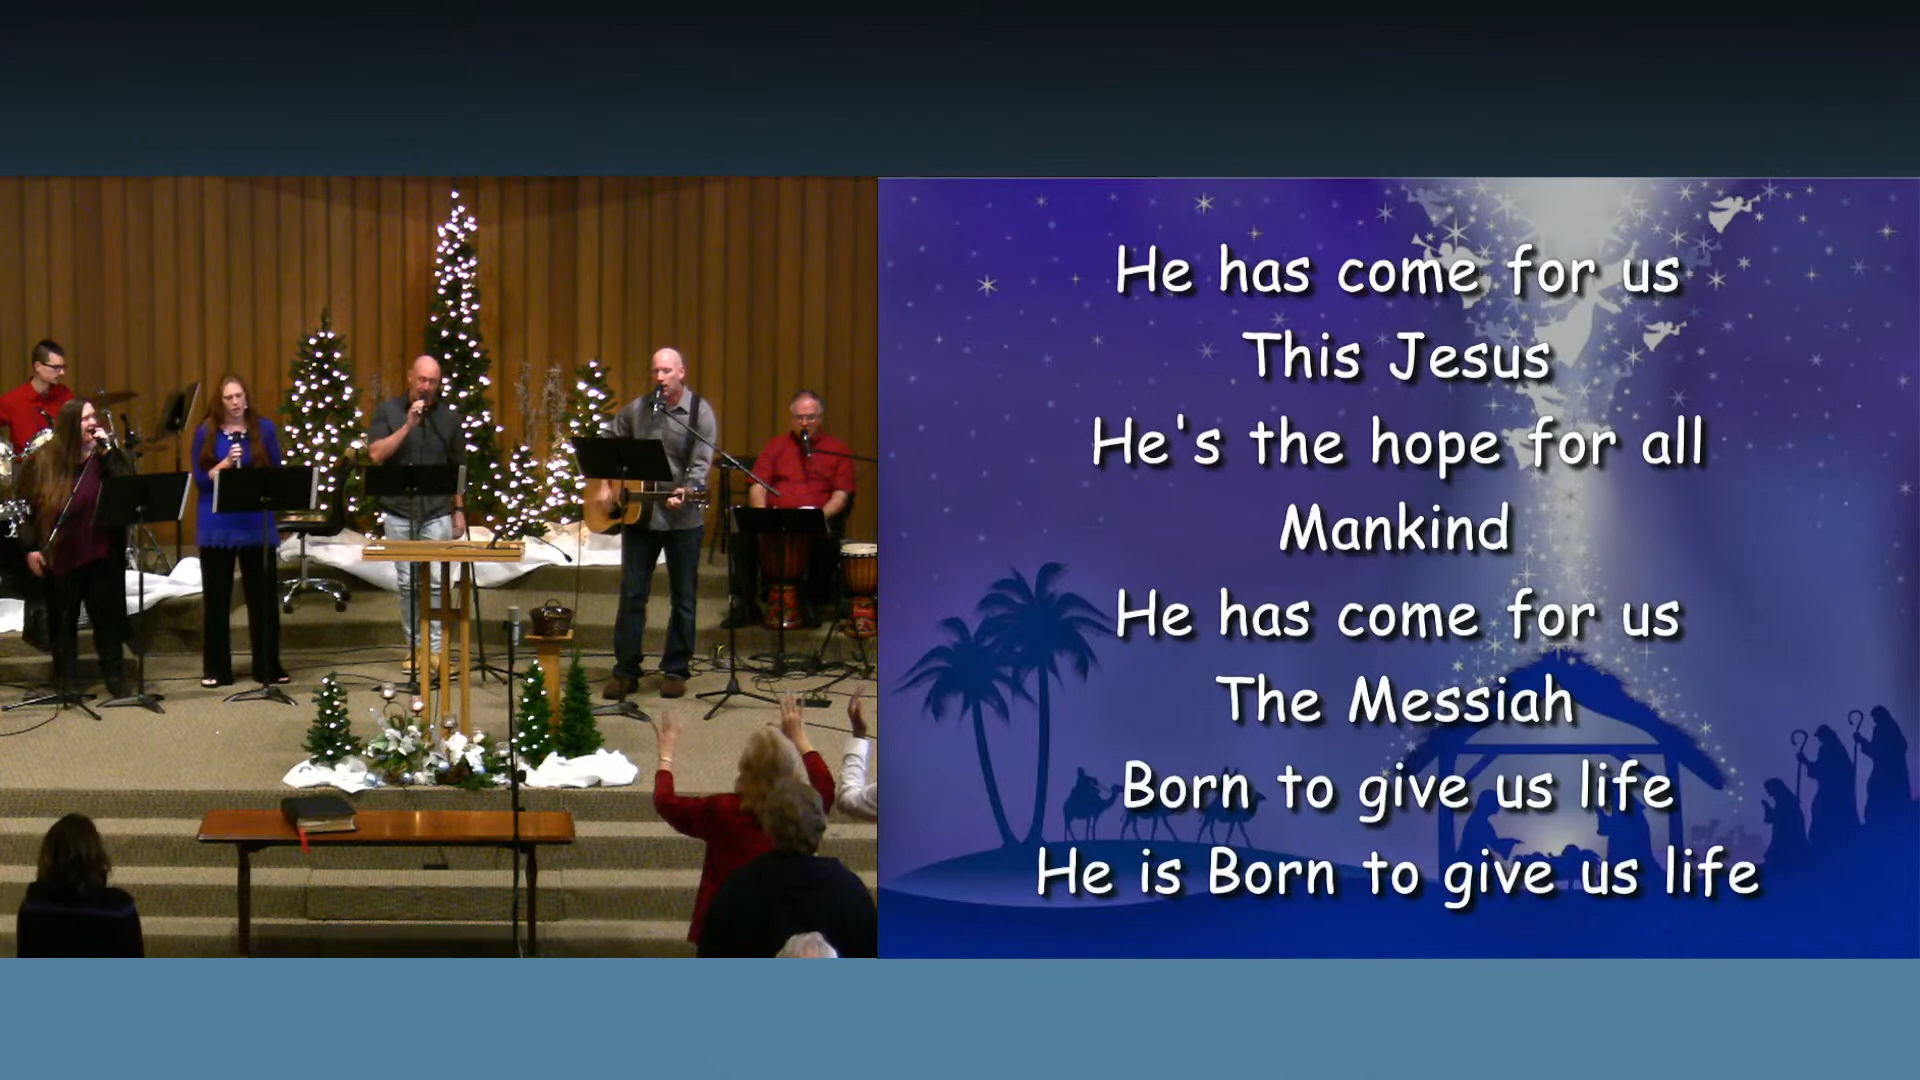 He has come for us
This Jesus
He's the hope for all
Mankind
He has come for us
The Messiah
Born to give us life
He is Born to give us life